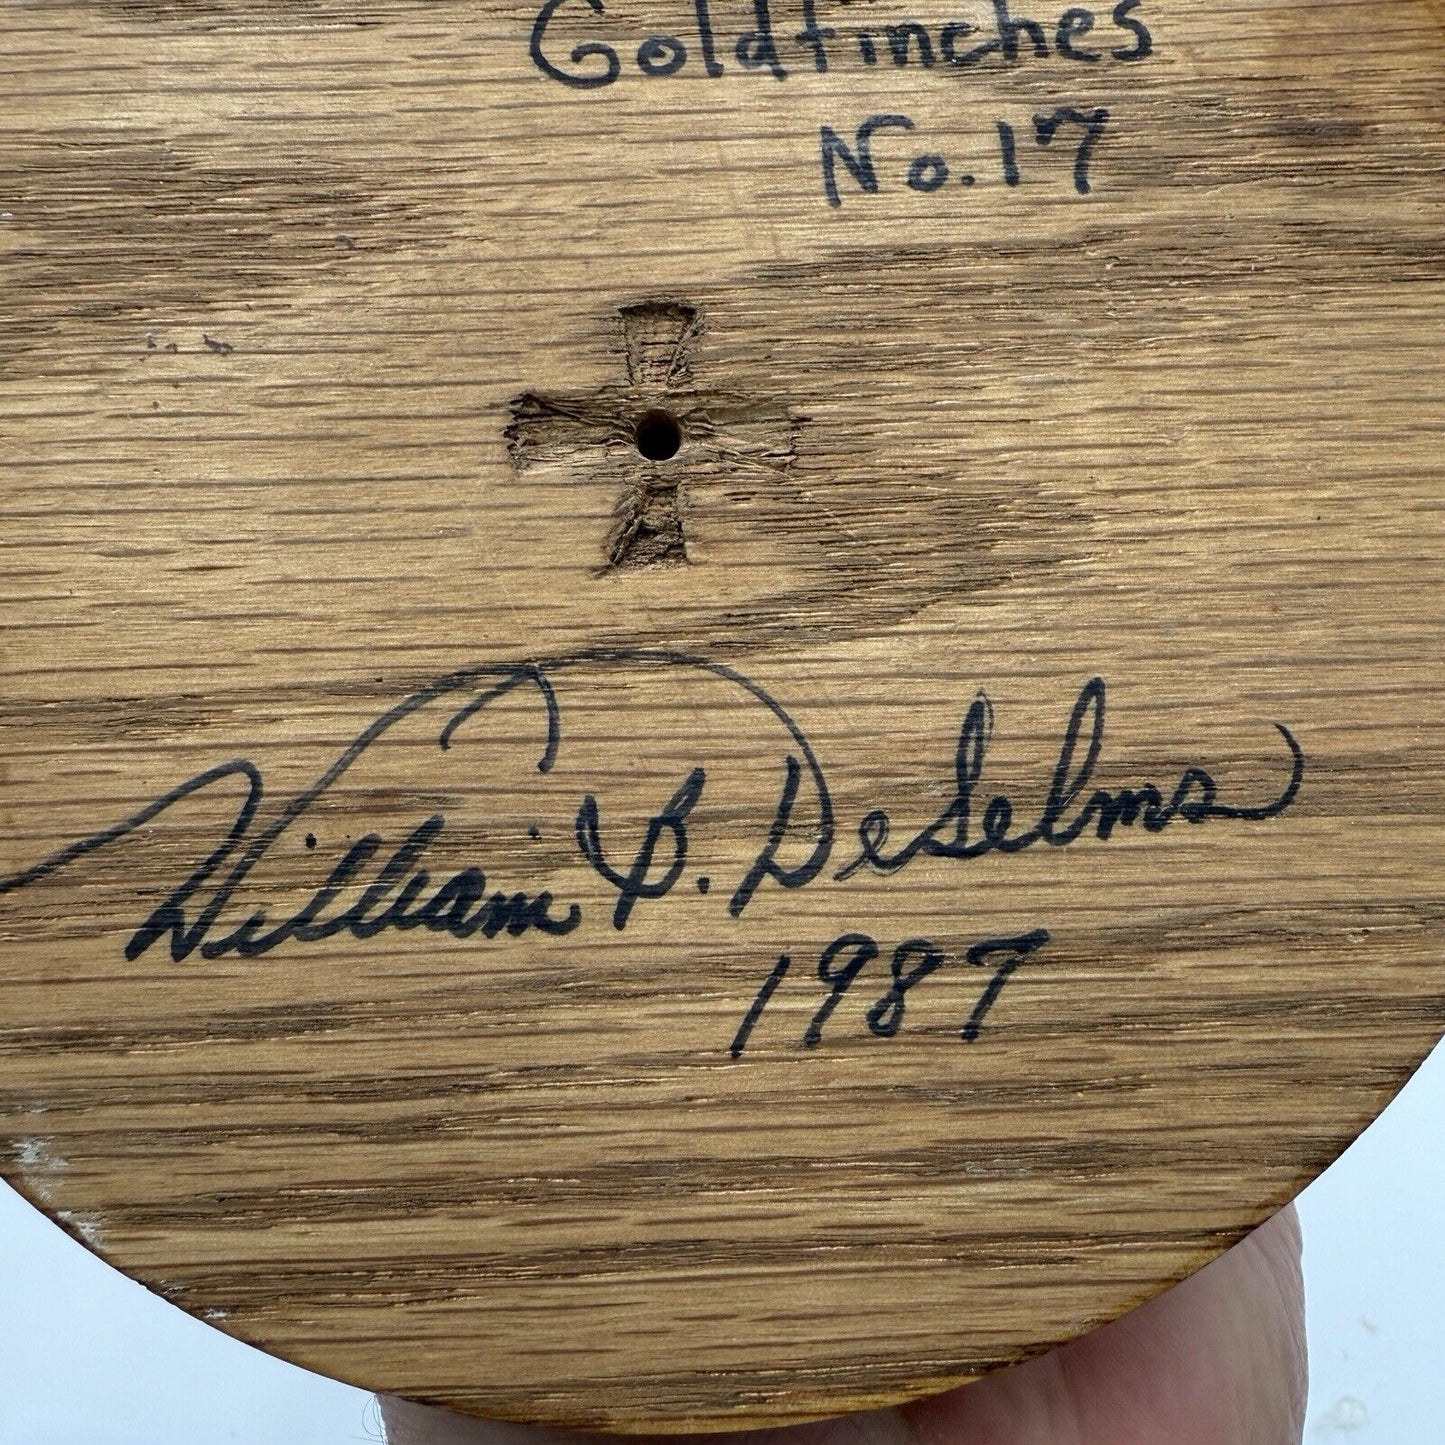 Goldfinches
No. 17
William B. DeSelms
1987